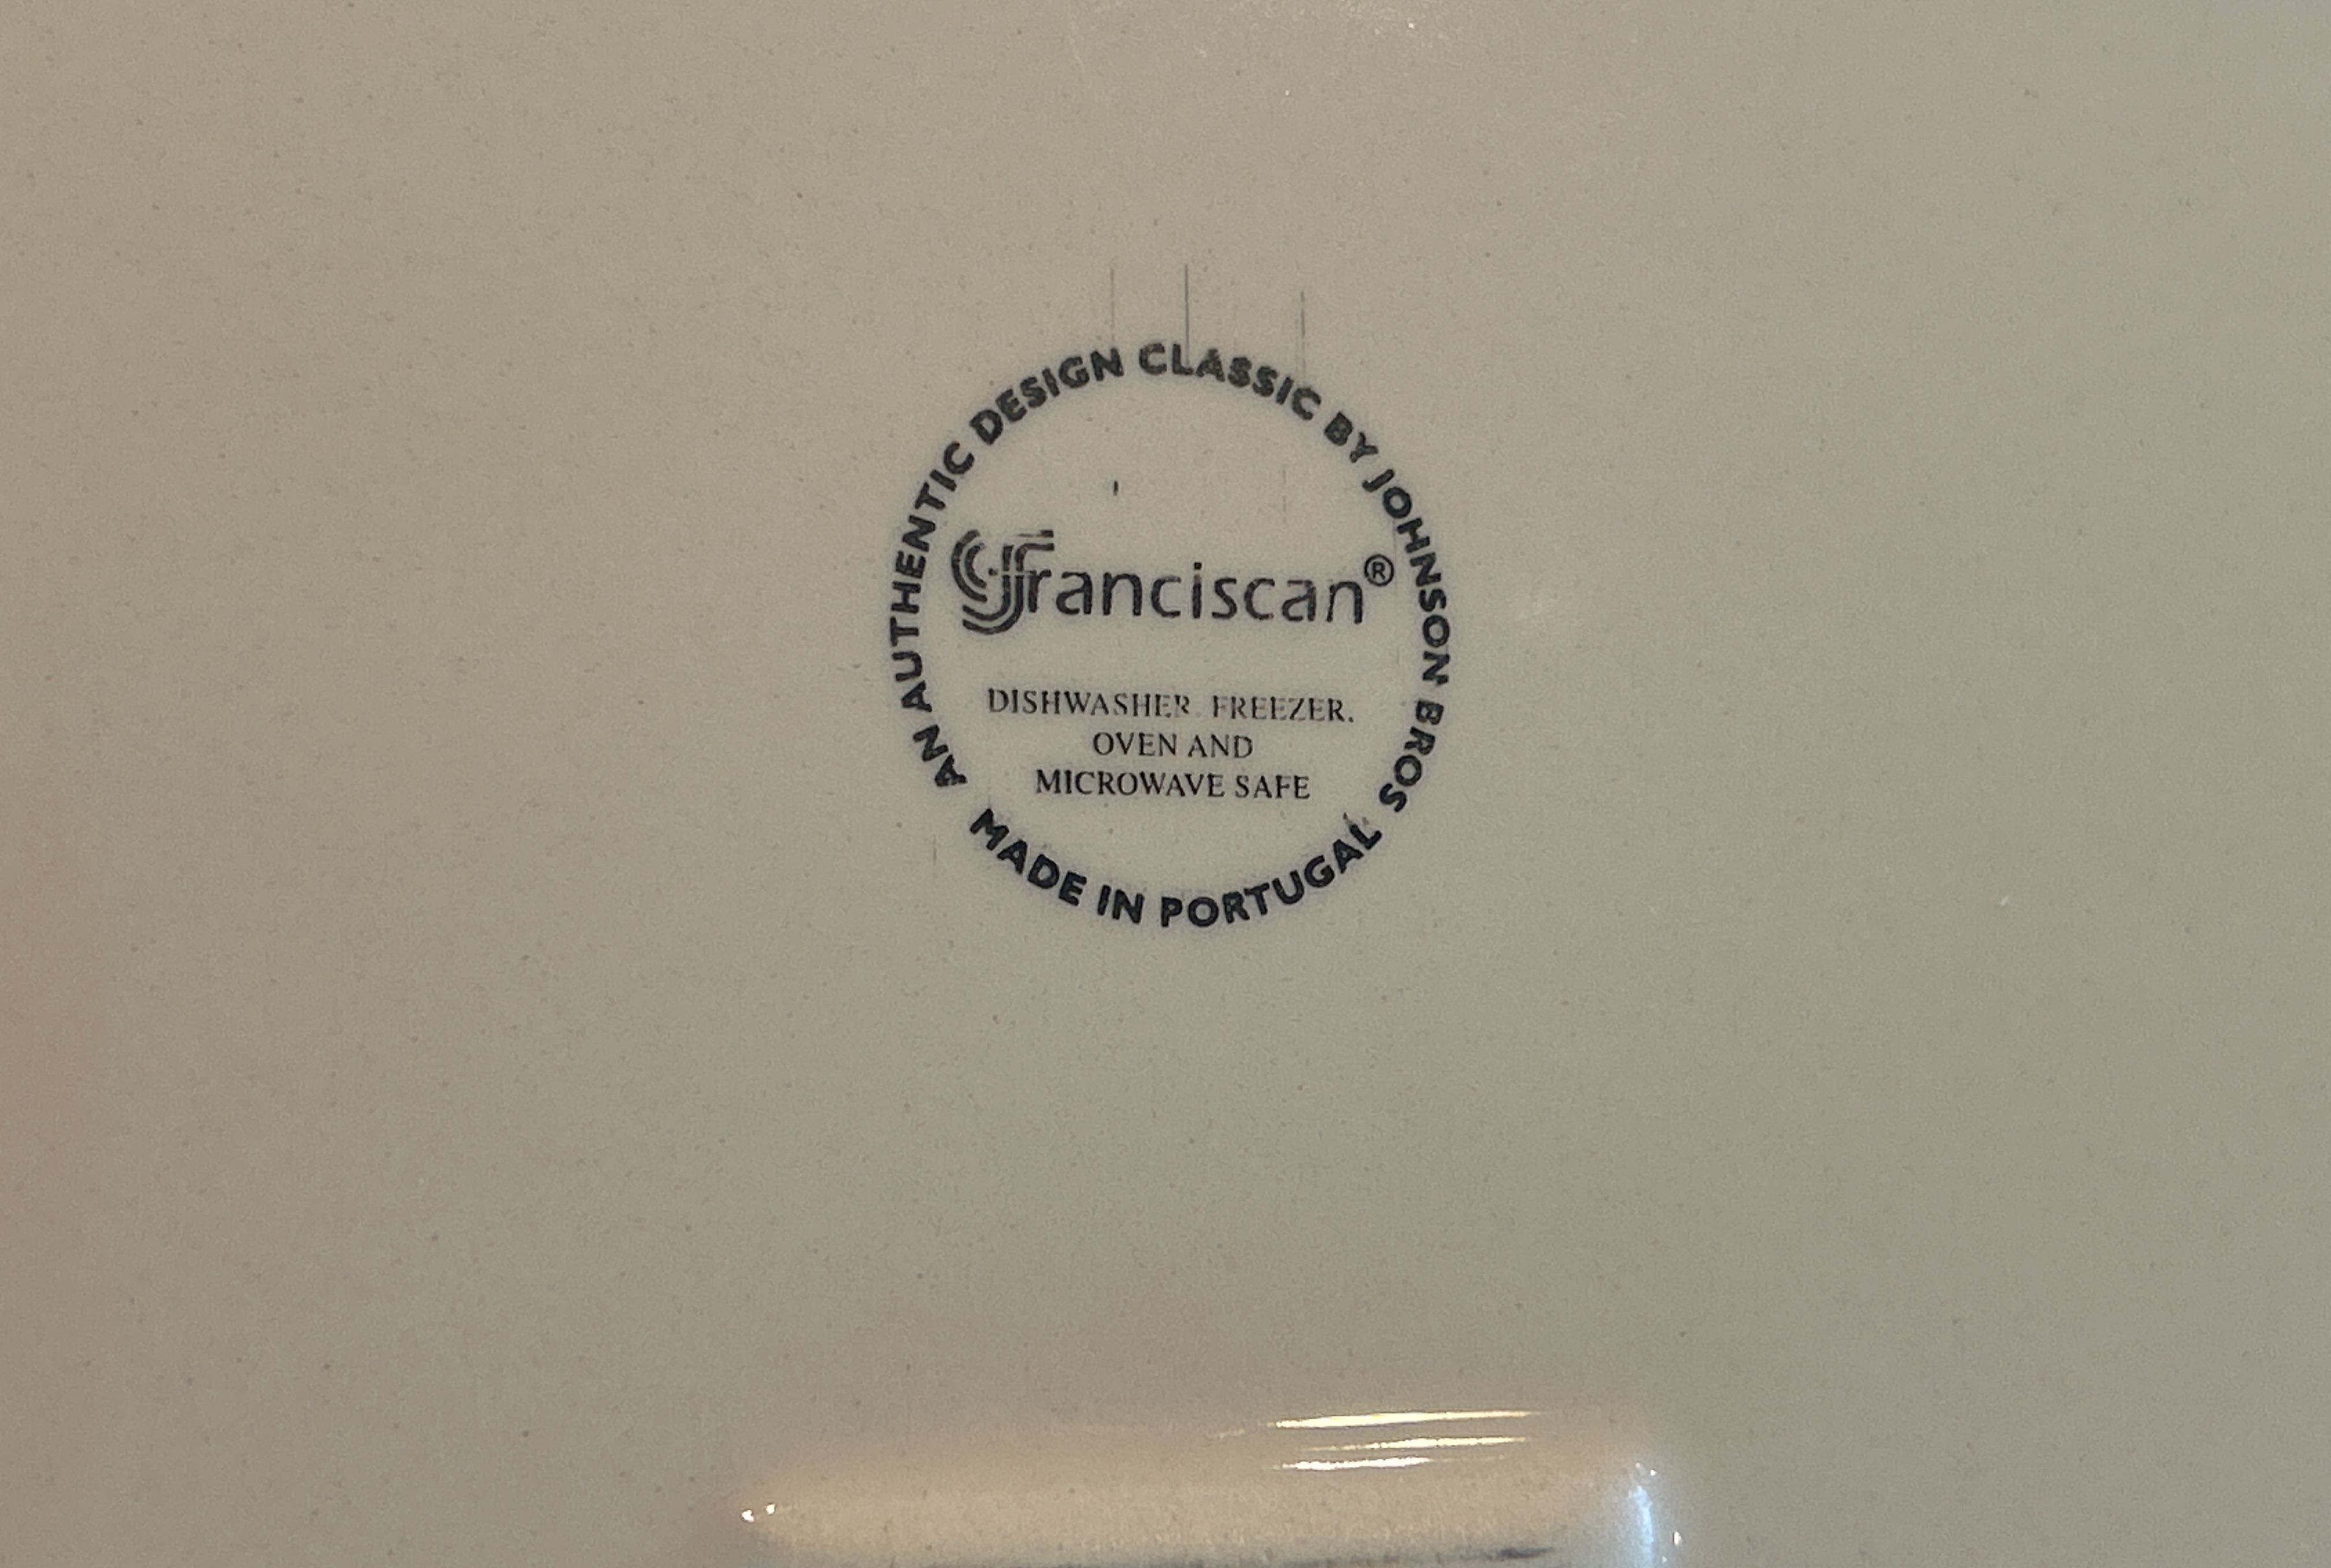 AN AUTHENTIC DESIGN CLASSIC BY JOHNSON BROS
Franciscan®
DISHWASHER, FREEZER,
OVEN AND
MICROWAVE SAFE
MADE IN PORTUGAL